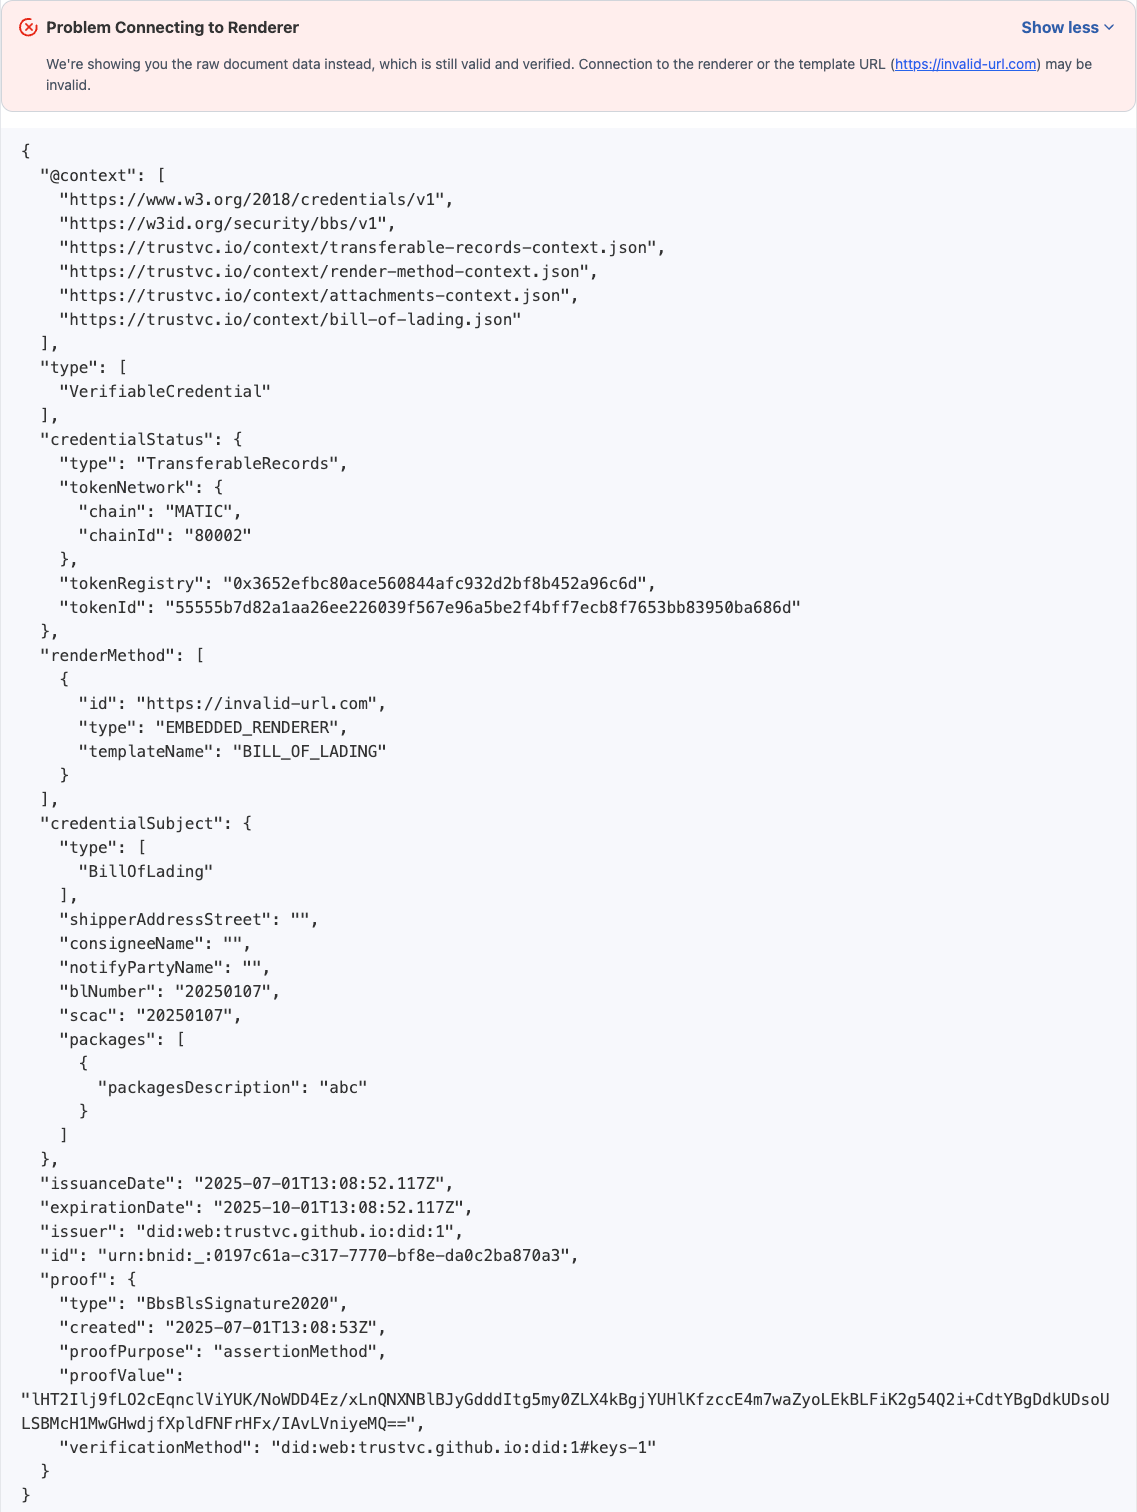 Problem Connecting to Renderer
Show less
We're showing you the raw document data instead, which is still valid and verified. Connection to the renderer or the template URL (https://invalid-url.com) may be
invalid.
{
  "@context": [
    "https://www.w3.org/2018/credentials/v1",
    "https://w3id.org/security/bbs/v1",
    "https://trustvc.io/context/transferable-records-context.json",
    "https://trustvc.io/context/render-method-context.json",
    "https://trustvc.io/context/attachments-context.json",
    "https://trustvc.io/context/bill-of-lading.json"
  ],
  "type": [
    "VerifiableCredential"
  ],
  "credentialStatus": {
    "type": "TransferableRecords",
    "tokenNetwork": {
      "chain": "MATIC",
      "chainId": "80002"
    },
    "tokenRegistry": "0x3652efbc80ace560844afc932d2bf8b452a96c6d",
    "tokenId": "55555b7d82a1aa26ee226039f567e96a5be2f4bff7ecb8f7653bb83950ba686d"
  },
  "renderMethod": [
    {
      "id": "https://invalid-url.com",
      "type": "EMBEDDED_RENDERER",
      "templateName": "BILL_OF_LADING"
    }
  ],
  "credentialSubject": {
    "type": [
      "BillOfLading"
    ],
    "shipperAddressStreet": "",
    "consigneeName": "",
    "notifyPartyName": "",
    "blNumber": "20250107",
    "scac": "20250107",
    "packages": [
      {
        "packagesDescription": "abc"
      }
    ]
  },
  "issuanceDate": "2025-07-01T13:08:52.117Z",
  "expirationDate": "2025-10-01T13:08:52.117Z",
  "issuer": "did:web:trustvc.github.io:did:1",
  "id": "urn:bnid:_:0197c61a-c317-7770-bf8e-da0c2ba870a3",
  "proof": {
    "type": "BbsBlsSignature2020",
    "created": "2025-07-01T13:08:53Z",
    "proofPurpose": "assertionMethod",
    "proofValue":
"lHT2Ilj9fLO2cEqnclViYUK/NoWDD4Ez/xLnQNXNBlBJyGdddItg5my0ZLX4kBgjYUHlKfzccE4m7waZyoLEkBLFiK2g54Q2i+CdtYBgDdkUDsoU
LSBMcH1MwGHwdjfXpldFNFrHFx/IAvLVniyeMQ==",
    "verificationMethod": "did:web:trustvc.github.io:did:1#keys-1"
  }
}